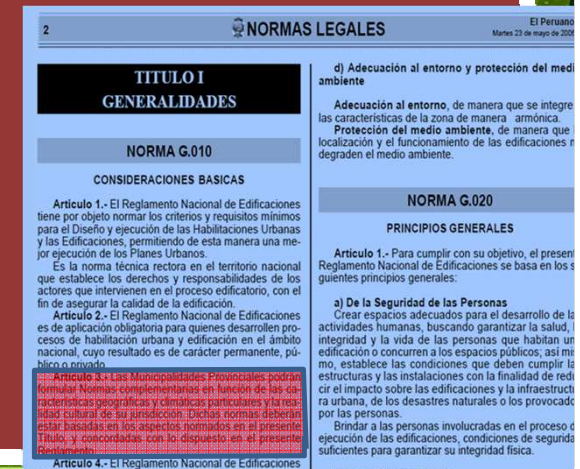 2
NORMAS LEGALES
El Peruano
Martes 23 de mayo de 2006
TITULO I
GENERALIDADES
NORMA G.010
CONSIDERACIONES BASICAS
Artículo 1.- El Reglamento Nacional de Edificaciones
tiene por objeto normar los criterios y requisitos mínimos
para el Diseño y ejecución de las Habilitaciones Urbanas
y las Edificaciones, permitiendo de esta manera una me-
jor ejecución de los Planes Urbanos.
Es la norma técnica rectora en el territorio nacional
que establece los derechos y responsabilidades de los
actores que intervienen en el proceso edificatorio, con el
fin de asegurar la calidad de la edificación.
Artículo 2.- El Reglamento Nacional de Edificaciones
es de aplicación obligatoria para quienes desarrollen pro-
cesos de habilitación urbana y edificación en el ámbito
nacional, cuyo resultado es de carácter permanente, pú-
blico o privado.
Artículo 3.- Las Municipalidades Provinciales podrán
formular Normas complementarias en función de las ca-
racterísticas geográficas y climáticas particulares y la rea-
lidad cultural de su jurisdicción. Dichas normas deberán
estar basadas en los aspectos normados en el presente
Título, y concordadas con lo dispuesto en el presente
Reglamento.
Artículo 4.- El Reglamento Nacional de Edificaciones
d) Adecuación al entorno y protección del medi
ambiente
Adecuación al entorno, de manera que se integre
las características de la zona de manera armónica.
Protección del medio ambiente, de manera que
localización y el funcionamiento de las edificaciones n
degraden el medio ambiente.
NORMA G.020
PRINCIPIOS GENERALES
Artículo 1.- Para cumplir con su objetivo, el present
Reglamento Nacional de Edificaciones se basa en los s
guientes principios generales:
a) De la Seguridad de las Personas
Crear espacios adecuados para el desarrollo de la
actividades humanas, buscando garantizar la salud,
integridad y la vida de las personas que habitan un
edificación o concurren a los espacios públicos; así mis
mo, establece las condiciones que deben cumplir la
estructuras y las instalaciones con la finalidad de redu
cir el impacto sobre las edificaciones y la infraestructu
ra urbana, de los desastres naturales o los provocado
por las personas.
Brindar a las personas involucradas en el proceso d
ejecución de las edificaciones, condiciones de segurida
suficientes para garantizar su integridad física.